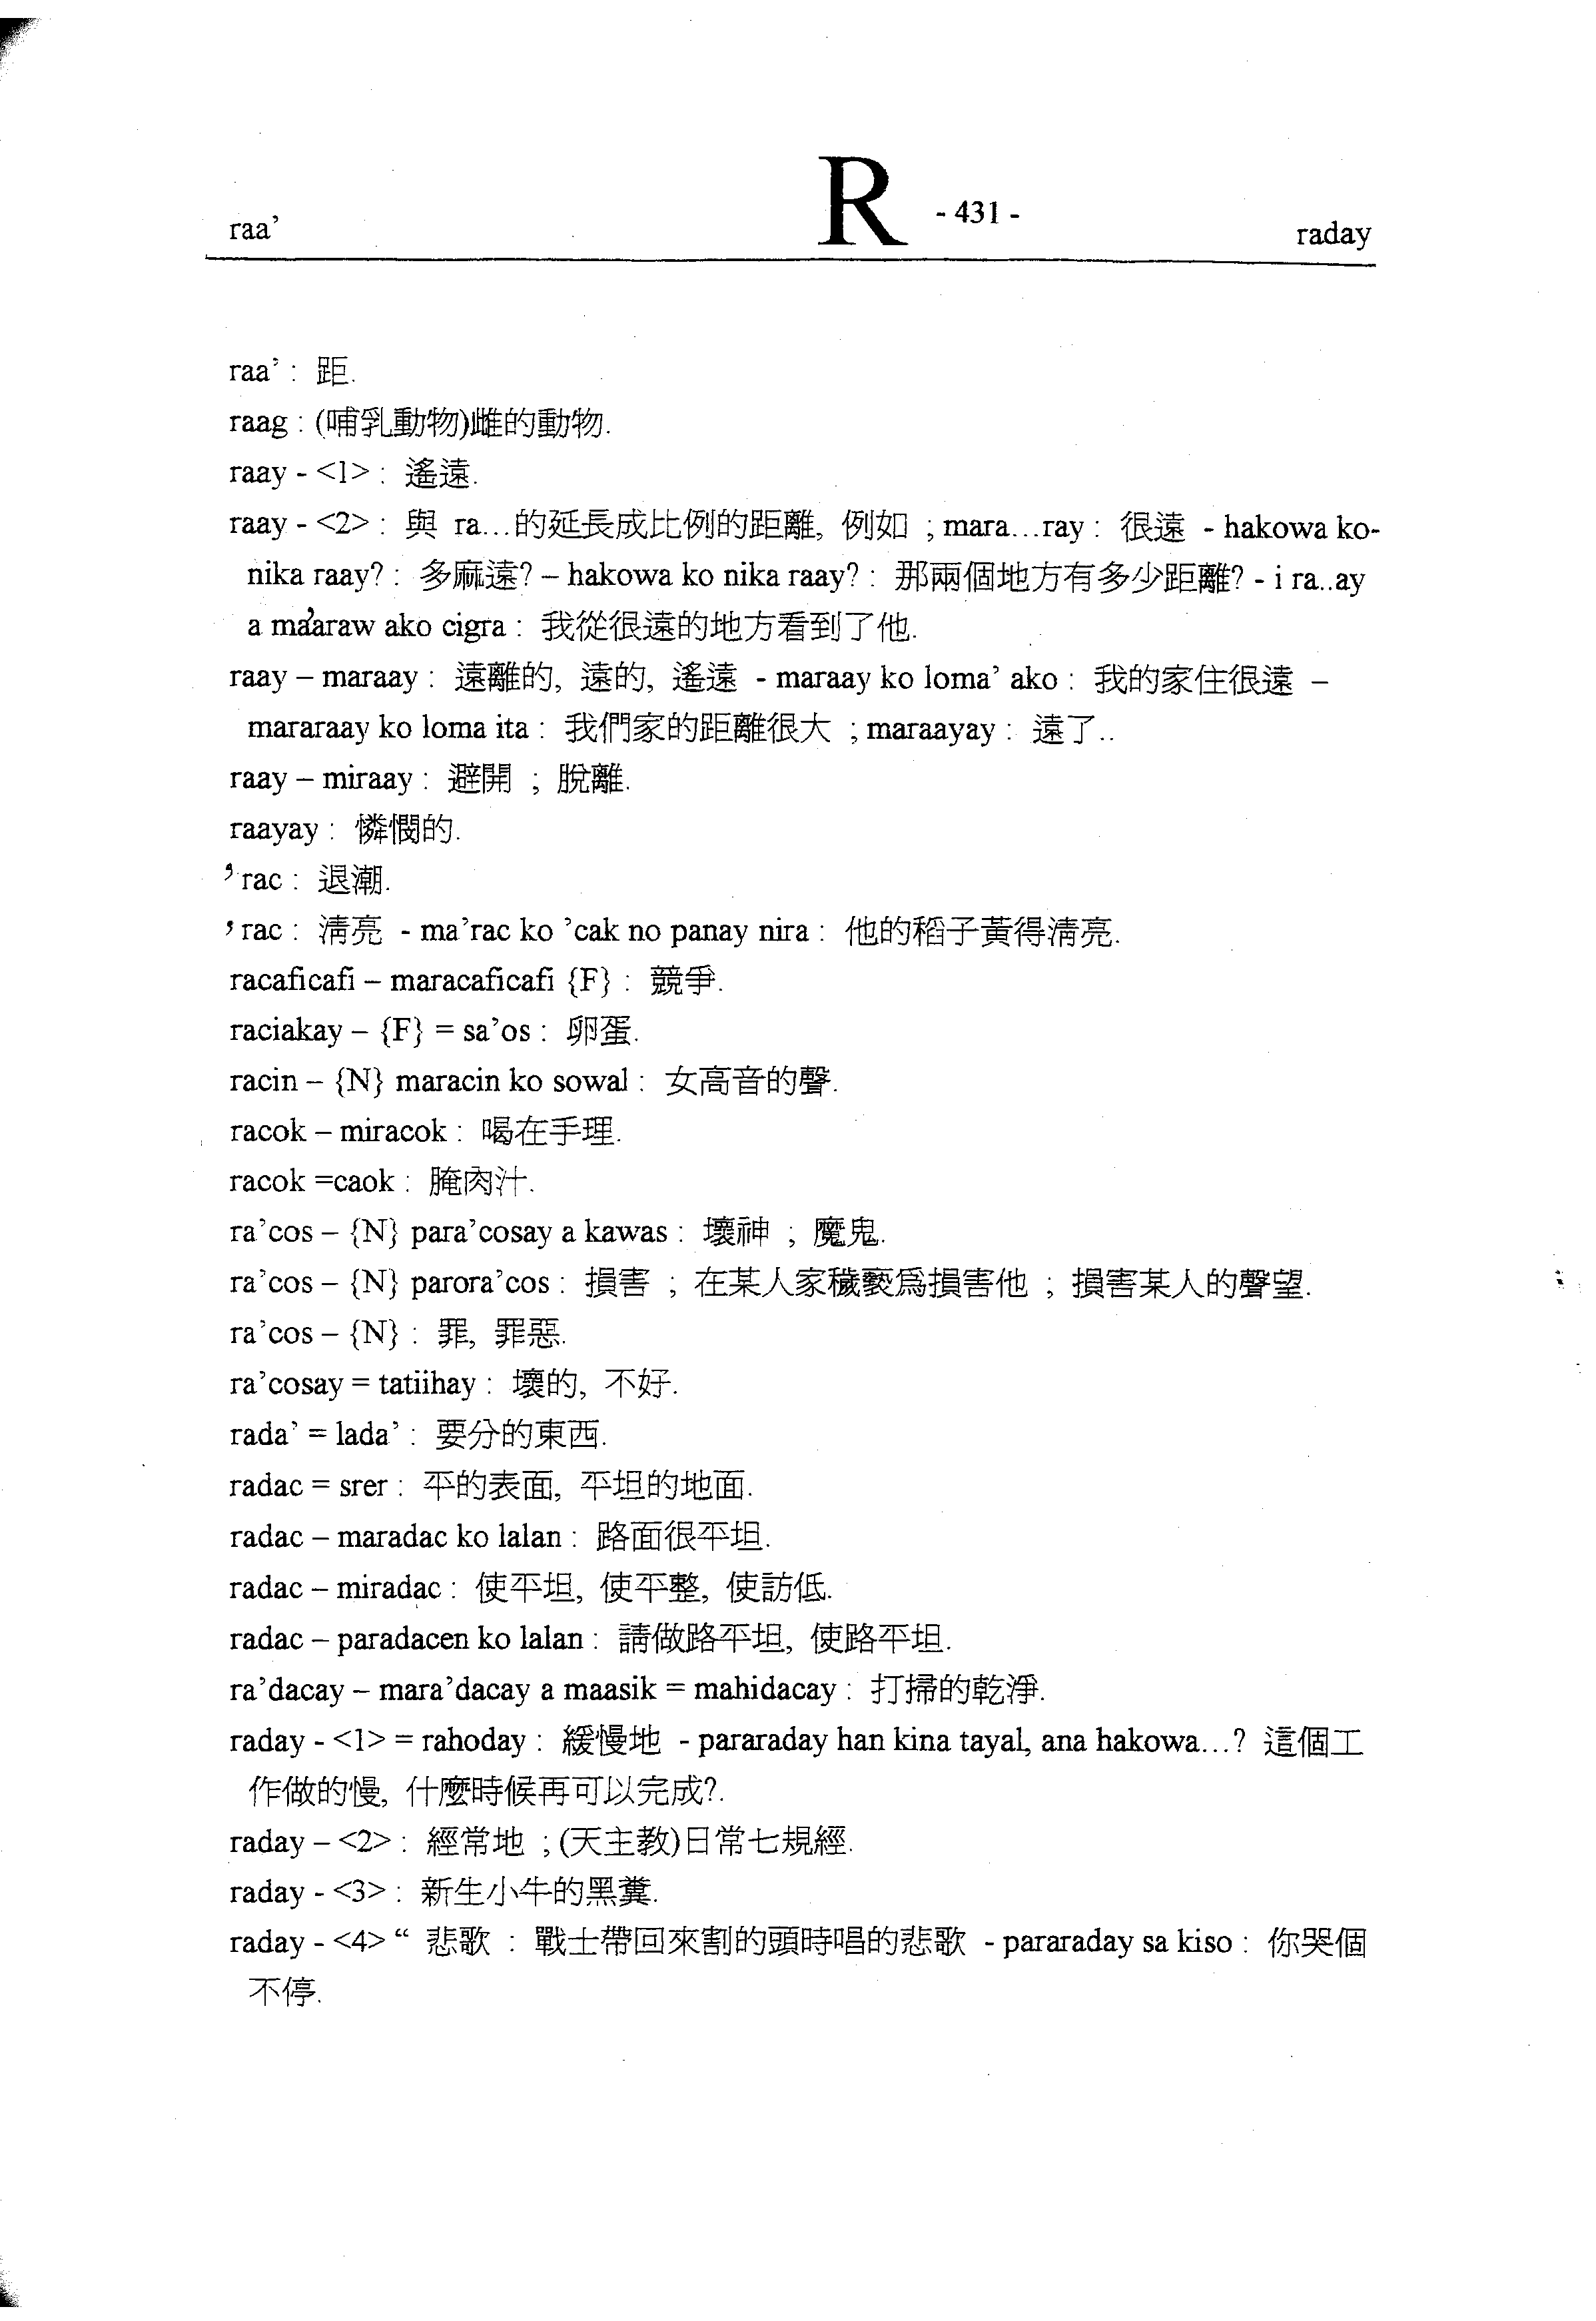 raa’
R
- 431 -
raday
raa’ : 距.
raag : (哺乳動物)雌的動物.
raay - <1> : 遙遠.
raay - <2> : 與 ra...的延長成比例的距離, 例如 ; mara...ray : 很遠 - hakowa ko-
nika raay? : 多麻遠? – hakowa ko nika raay? : 那兩個地方有多少距離? - i ra..ay
a ma’araw ako cigra : 我從很遠的地方看到了他.
raay – maraay : 遠離的, 遠的, 遙遠 - maraay ko loma’ ako : 我的家住很遠 –
mararaay ko loma ita : 我們家的距離很大 ; maraayay : 遠了..
raay – miraay : 避開 ; 脫離.
raayay : 憐憫的.
’rac : 退潮.
’rac : 清亮 - ma’rac ko ’cak no panay nira : 他的稻子黃得清亮.
racaficafi – maracaficafi {F} : 競爭.
raciakay – {F} = sa’os : 卵蛋.
racin – {N} maracin ko sowal : 女高音的聲.
racok – miracok : 喝在手理.
racok =caok : 腌肉汁.
ra’cos – {N} para’cosay a kawas : 壞神 ; 魔鬼.
ra’cos – {N} parora’cos : 損害 ; 在某人家穢褻為損害他 ; 損害某人的聲望.
ra’cos – {N} : 罪, 罪惡.
ra’cosay = tatiihay : 壞的, 不好.
rada’ = lada’ : 要分的東西.
radac = srer : 平的表面, 平坦的地面.
radac – maradac ko lalan : 路面很平坦.
radac – miradac : 使平坦, 使平整, 使訪低.
radac – paradacen ko lalan : 請做路平坦, 使路平坦.
ra’dacay – mara’dacay a maasik = mahidacay : 打掃的乾淨.
raday - <1> = rahoday : 緩慢地 - pararaday han kina tayal, ana hakowa...? 這個工
作做的慢, 什麼時候再可以完成?.
raday – <2> : 經常地 ; (天主教)日常七規經.
raday - <3> : 新生小牛的黑糞.
raday - <4> “ 悲歌 : 戰士帶回來割的頭時唱的悲歌 - pararaday sa kiso : 你哭個
不停.